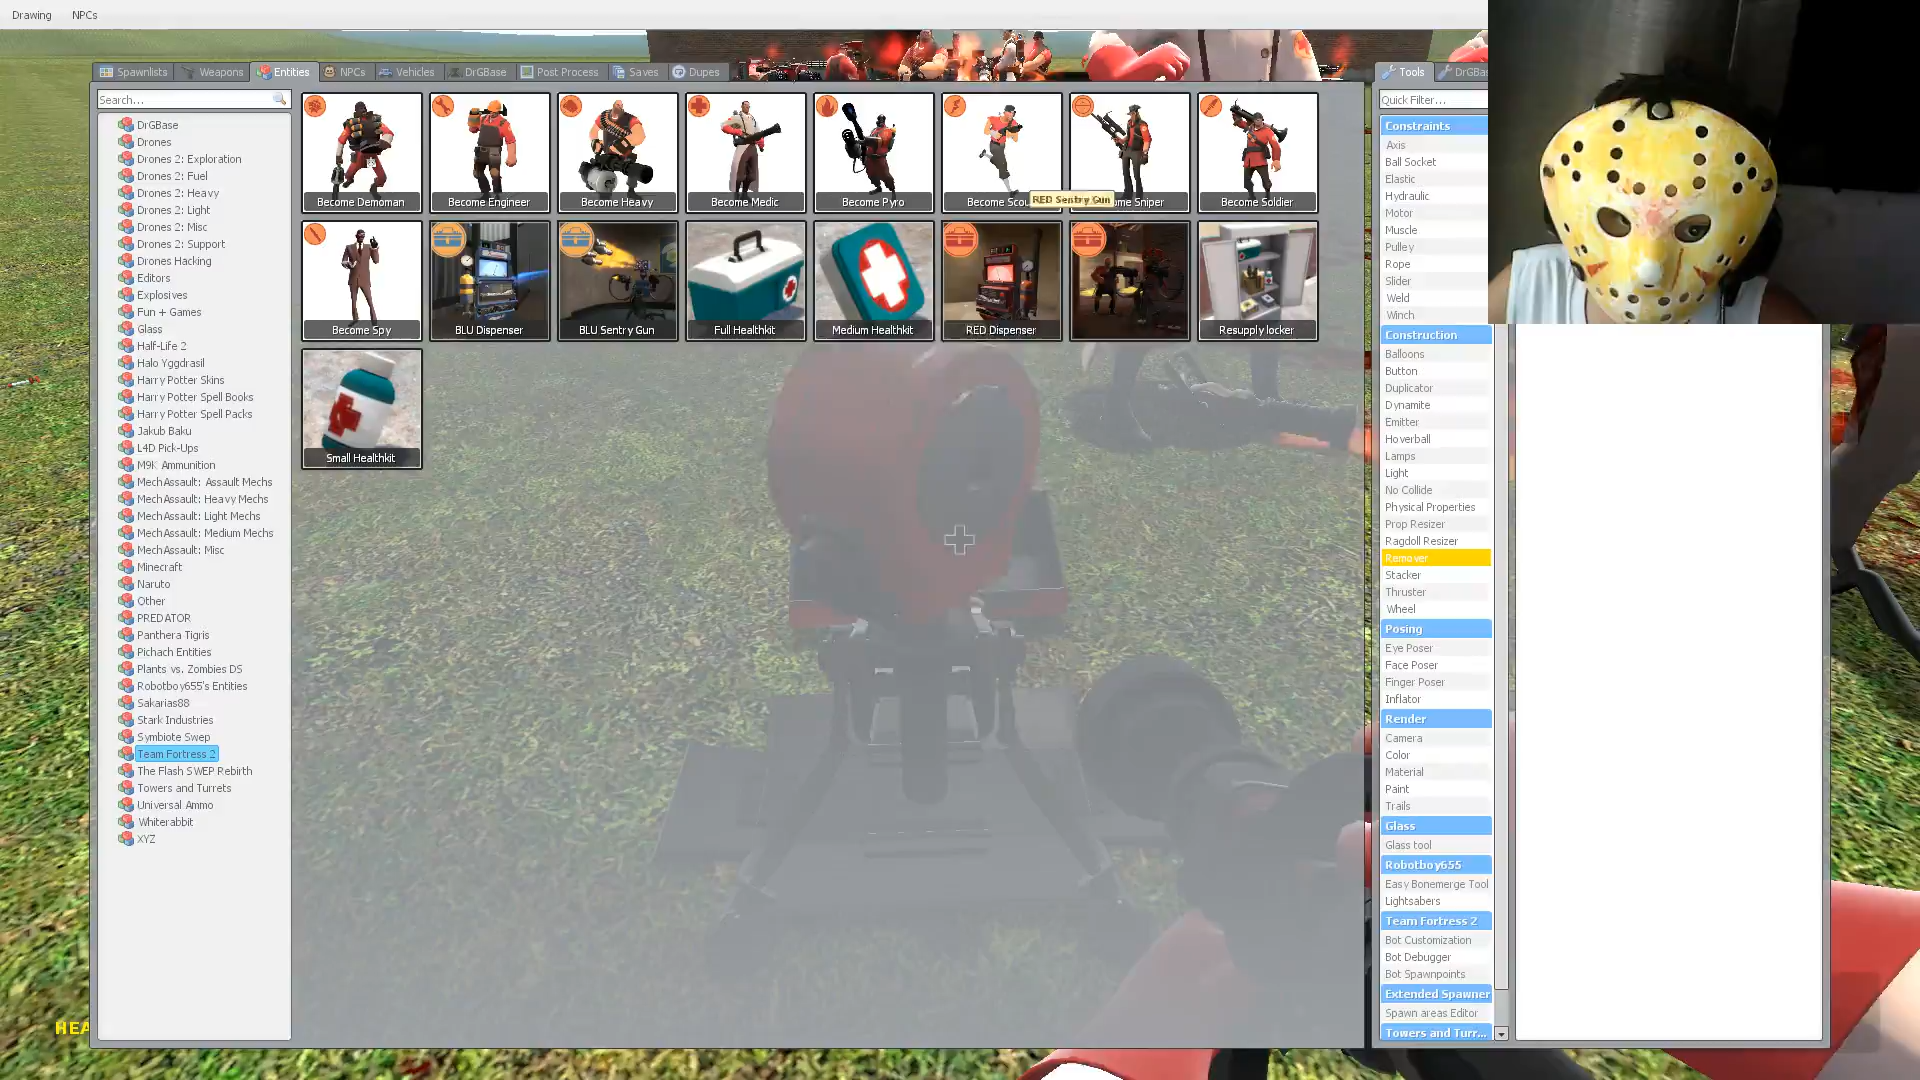 Drawing NPCs
Spawnlists Weapons Entities NPCs Vehicles DrGBase Post Process Saves Dupes
Search...
DrGBase
Drones
Drones 2: Exploration
Drones 2: Fuel
Drones 2: Heavy
Drones 2: Light
Drones 2: Misc
Drones 2: Support
Drones Hacking
Editors
Explosives
Fun + Games
Glass
Half-Life 2
Halo Yggdrasil
Harry Potter Skins
Harry Potter Spell Books
Harry Potter Spell Packs
Jakub Baku
L4D Pick-Ups
M9K Ammunition
MechAssault: Assault Mechs
MechAssault: Heavy Mechs
MechAssault: Light Mechs
MechAssault: Medium Mechs
MechAssault: Misc
Minecraft
Naruto
Other
PREDATOR
Panthera Tigris
Pichach Entities
Plants vs. Zombies DS
Robotboy655's Entities
Sakarias88
Stark Industries
Symbiote Swep
Team Fortress 2
The Flash SWEP Rebirth
Towers and Turrets
Universal Ammo
Whiterabbit
XYZ
Become Demoman
Become Engineer
Become Heavy
Become Medic
Become Pyro
Become Scou
RED Sentry Gun
me Sniper
Become Soldier
Become Spy
BLU Dispenser
BLU Sentry Gun
Full Healthkit
Medium Healthkit
RED Dispenser
Resupply locker
Small Healthkit
HEA
Tools DrGBas
Quick Filter...
Constraints
Axis
Ball Socket
Elastic
Hydraulic
Motor
Muscle
Pulley
Rope
Slider
Weld
Winch
Construction
Balloons
Button
Duplicator
Dynamite
Emitter
Hoverball
Lamps
Light
No Collide
Physical Properties
Prop Resizer
Ragdoll Resizer
Remover
Stacker
Thruster
Wheel
Posing
Eye Poser
Face Poser
Finger Poser
Inflator
Render
Camera
Color
Material
Paint
Trails
Glass
Glass tool
Robotboy655
Easy Bonemerge Tool
Lightsabers
Team Fortress 2
Bot Customization
Bot Debugger
Bot Spawnpoints
Extended Spawner
Spawn areas Editor
Towers and Turr...